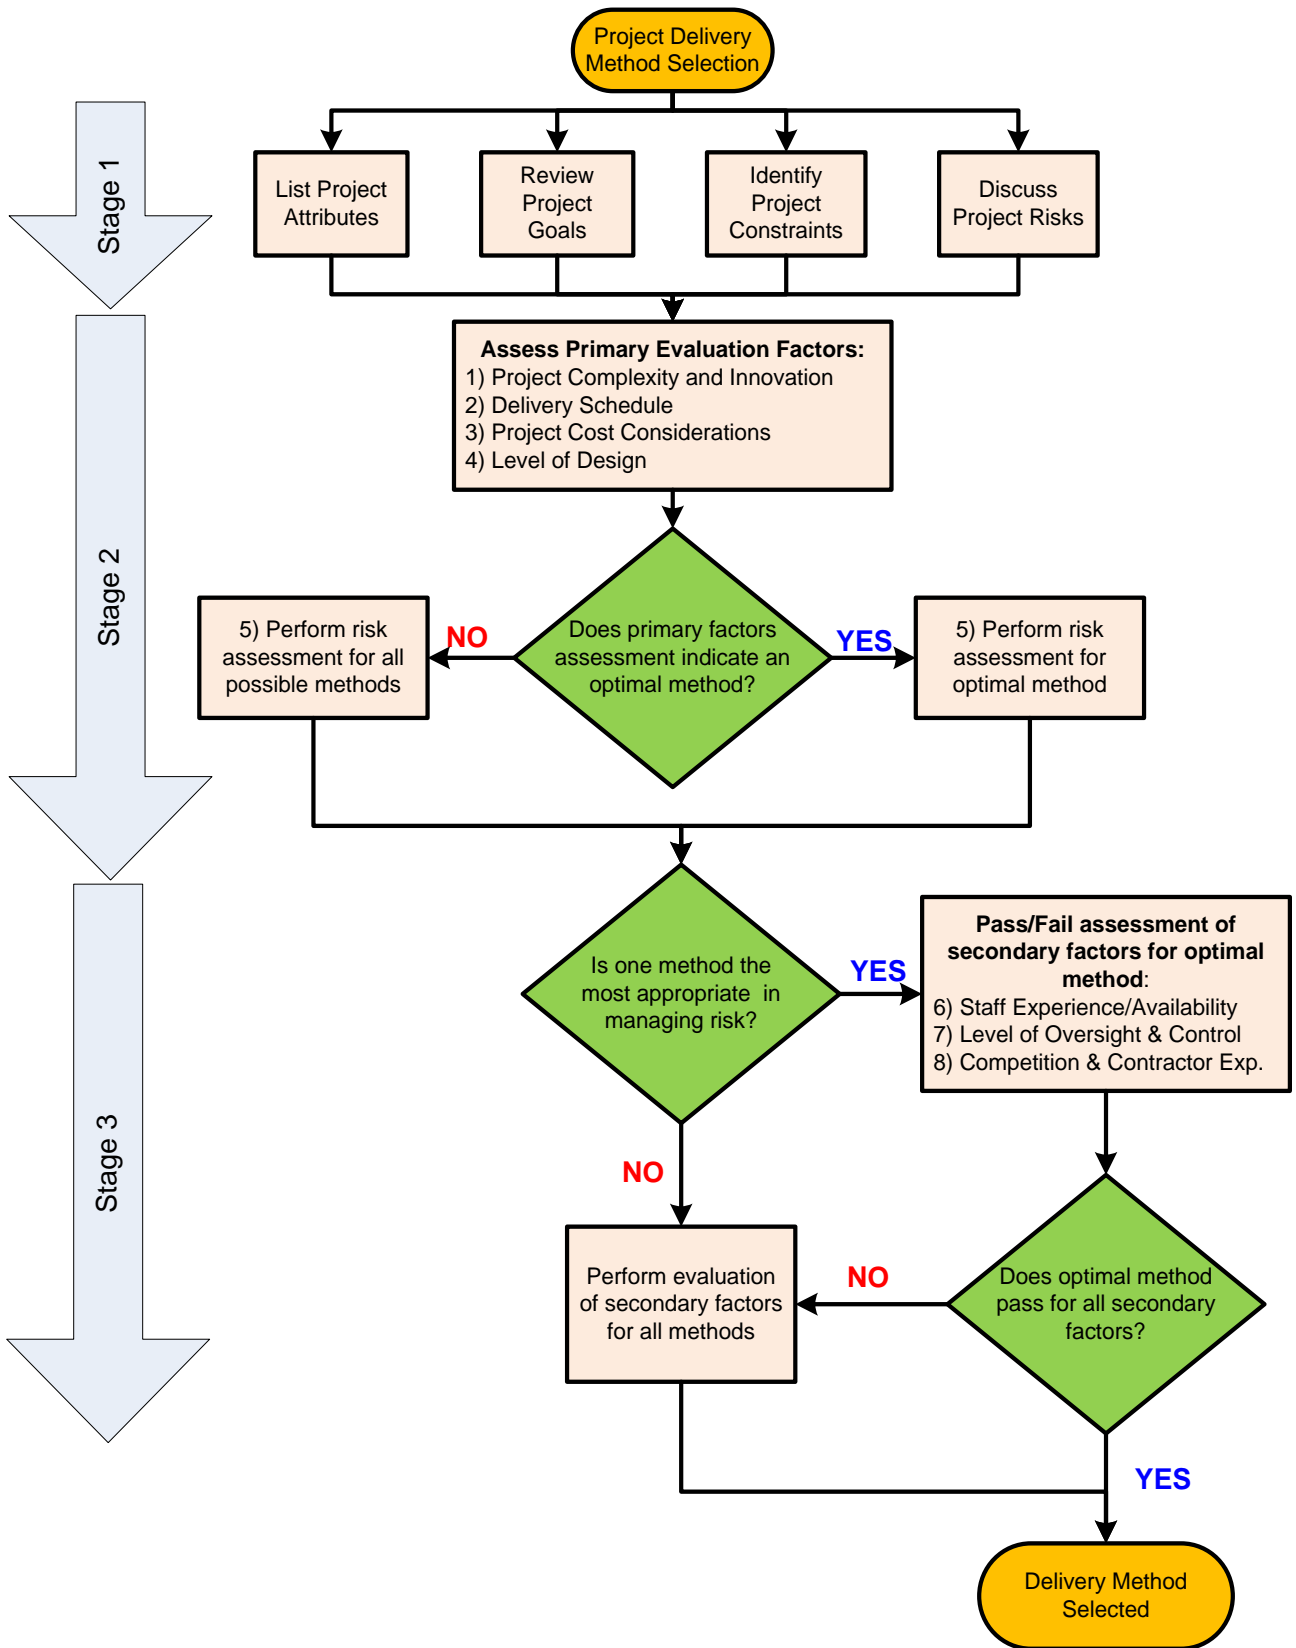 Project Delivery
Method Selection
Stage 1
List Project
Attributes
Review
Project
Goals
Identify
Project
Constraints
Discuss
Project Risks
Assess Primary Evaluation Factors:
1) Project Complexity and Innovation
2) Delivery Schedule
3) Project Cost Considerations
4) Level of Design
Stage 2
5) Perform risk
assessment for all
possible methods
NO
Does primary factors
assessment indicate an
optimal method?
YES
5) Perform risk
assessment for
optimal method
Stage 3
Is one method the
most appropriate  in
managing risk?
YES
Pass/Fail assessment of
secondary factors for optimal
method:
6) Staff Experience/Availability
7) Level of Oversight & Control
8) Competition & Contractor Exp.
NO
Perform evaluation
of secondary factors
for all methods
NO
Does optimal method
pass for all secondary
factors?
YES
Delivery Method
Selected